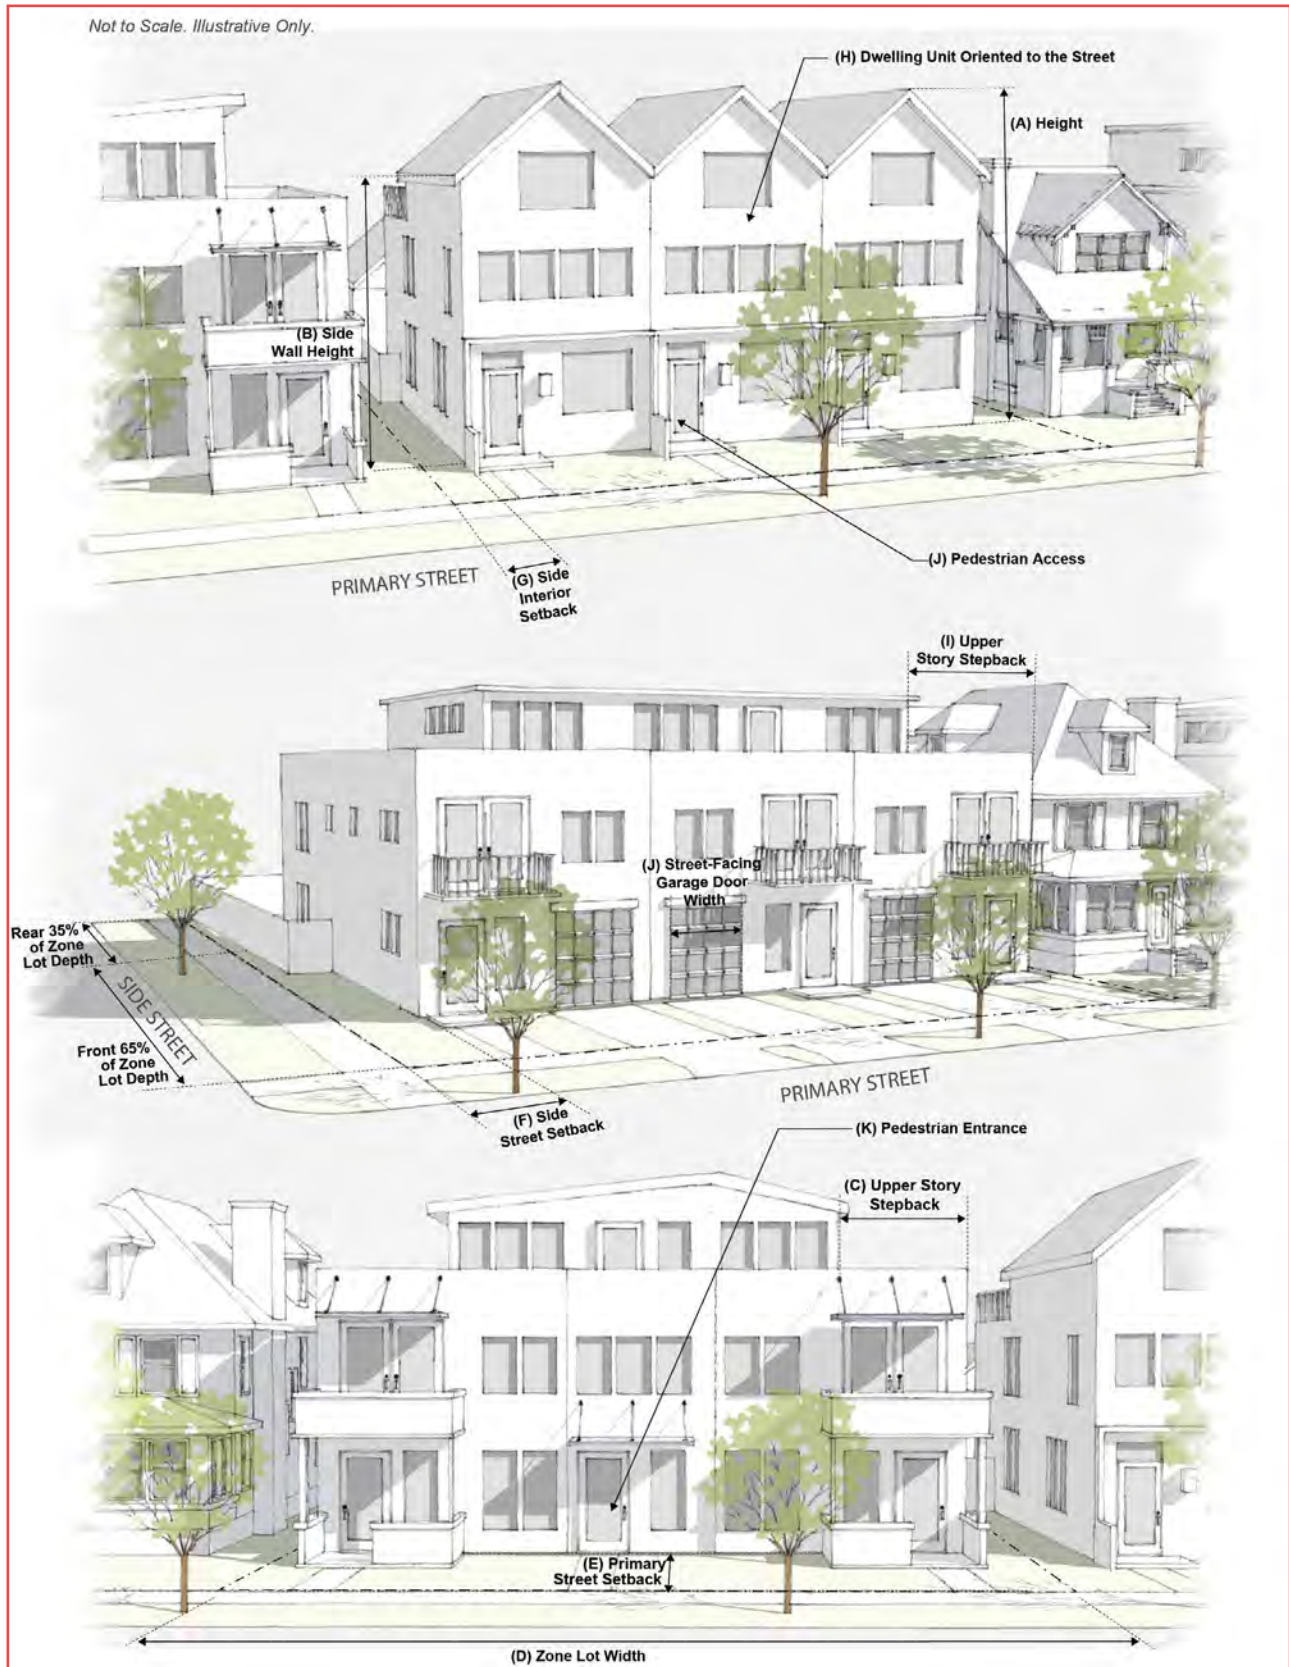 Not to Scale. Illustrative Only.
(H) Dwelling Unit Oriented to the Street
(A) Height
(B) Side
Wall Height
(J) Pedestrian Access
PRIMARY STREET
(G) Side
Interior
Setback
(I) Upper
Story Stepback
(J) Street-Facing
Garage Door
Width
Rear 35%
of Zone
Lot Depth
SIDE STREET
Front 65%
of Zone
Lot Depth
PRIMARY STREET
(F) Side
Street Setback
(K) Pedestrian Entrance
(C) Upper Story
Stepback
(E) Primary
Street Setback
(D) Zone Lot Width